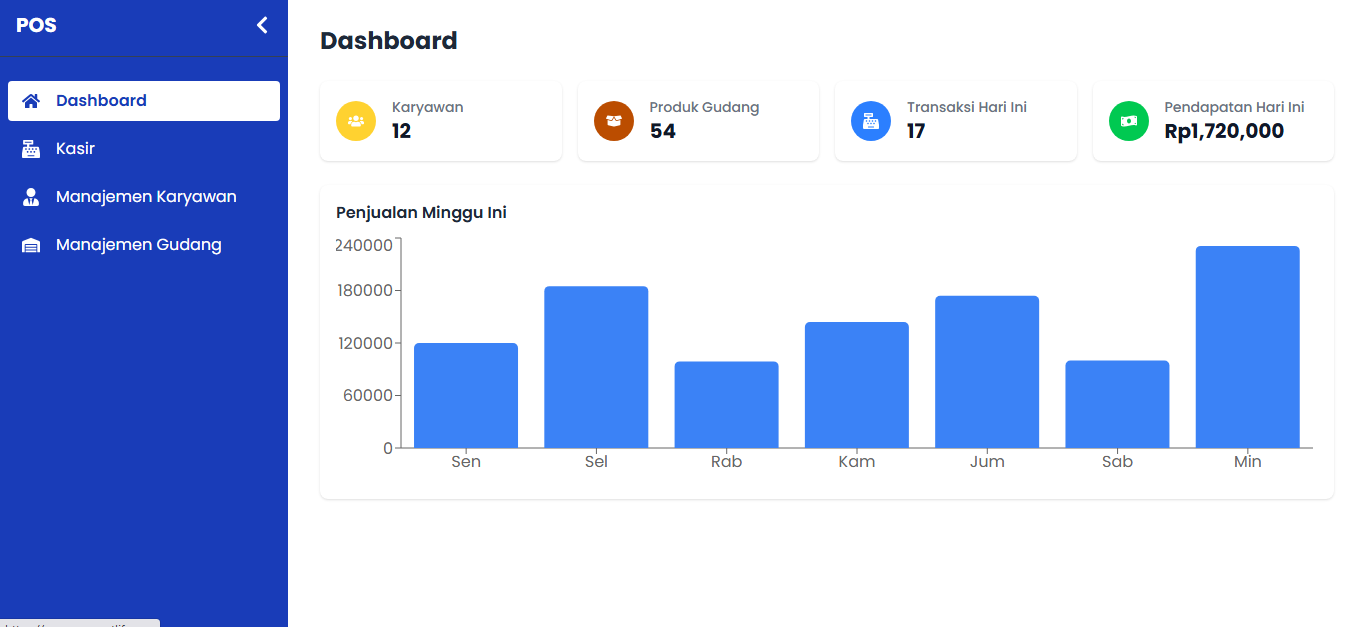 POS
Dashboard
Kasir
Manajemen Karyawan
Manajemen Gudang
Dashboard
Karyawan
12
Produk Gudang
54
Transaksi Hari Ini
17
Pendapatan Hari Ini
Rp1,720,000
Penjualan Minggu Ini
240000
180000
120000
60000
0
Sen Sel Rab Kam Jum Sab Min